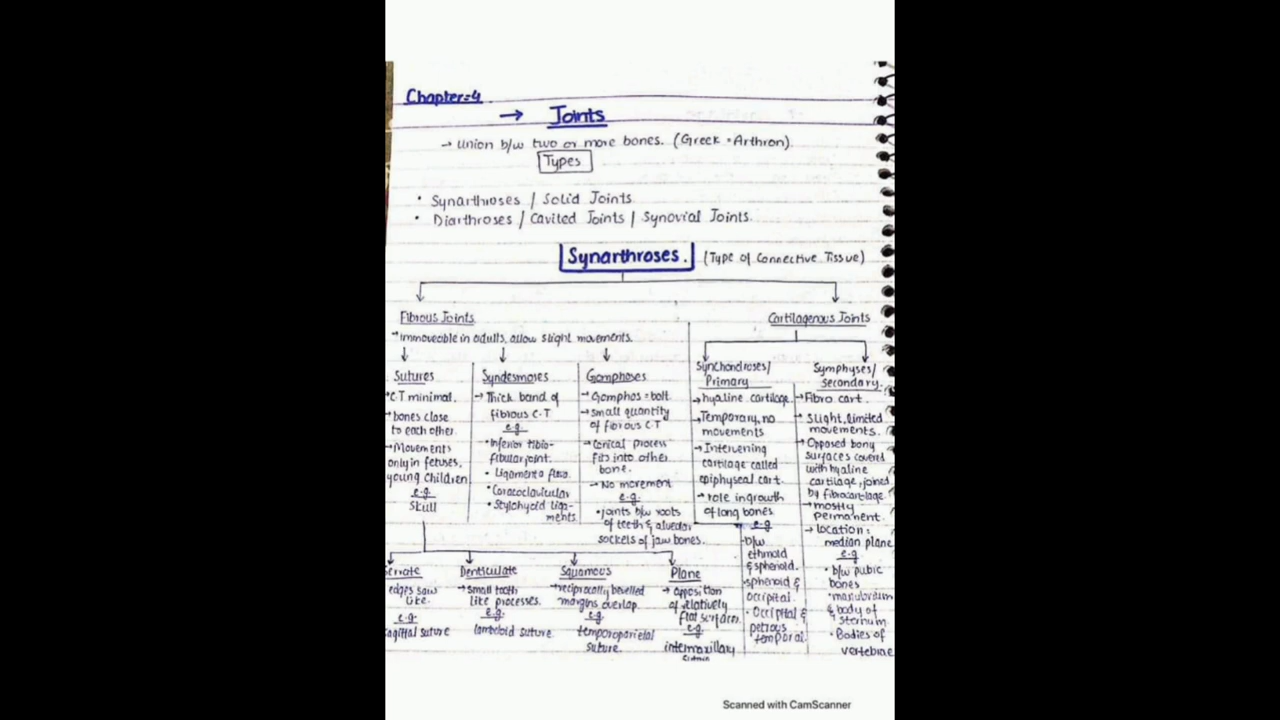 Chapter=4
→ Joints
→ Union b/w two or more bones. (Greek = Arthron).
Types
• Synarthroses / Solid Joints
• Diarthroses / Cavited Joints / Synovial Joints.
Synarthroses. (Type of Connective Tissue)
Fibrous Joints
→ immoveable in adults, allow slight movements.
Sutures
C.T minimal.
→ bones close
to each other.
→ Movements
only in fetuses,
young children
e.g.
Skull
Syndesmoses
→ Thick band of
fibrous C.T
e.g.
• Inferior tibio-
fibular joint.
• Ligamenta
• Coracoclavicular
• Stylohyoid liga-
ments.
Gomphoses
→ Gomphos = bolt
→ small quantity
of fibrous C.T
→ Conical process
fits into other
bone.
→ No movement
e.g.
• joints b/w roots
of teeth & alveolar
sockets of jaw bones.
Cartilagenous Joints
Synchondroses/
Primary
→ hyaline cartilage
→ Temporary, no
movements
→ Intervening
cartilage called
epiphyseal cart.
→ role in growth
of long bones
e.g
• b/w
ethmoid
& sphenoid.
• sphenoid &
occipital.
• Occipital &
petrous
temporal
Symphyses/
secondary.
→ Fibro cart.
→ Slight, limited
movements.
→ Opposed bony
surfaces covered
with hyaline
cartilage, joined
by fibrocartilage.
→ mostly
permanent.
→ location:
median plane
e.g
• b/w pubic
bones
• manubrium
& body of
sternum
• Bodies of
vertebrae
errate
edges saw
like.
e.g.
agittal suture
Denticulate
→ small tooth
like processes.
e.g.
lambdoid suture
Squamous
→ reciprocally bevelled
margins overlap.
e.g
temporoparietal
suture.
Plane
→ apposition
of relatively
flat surfaces
e.g.
intermaxillary
Scanned with CamScanner